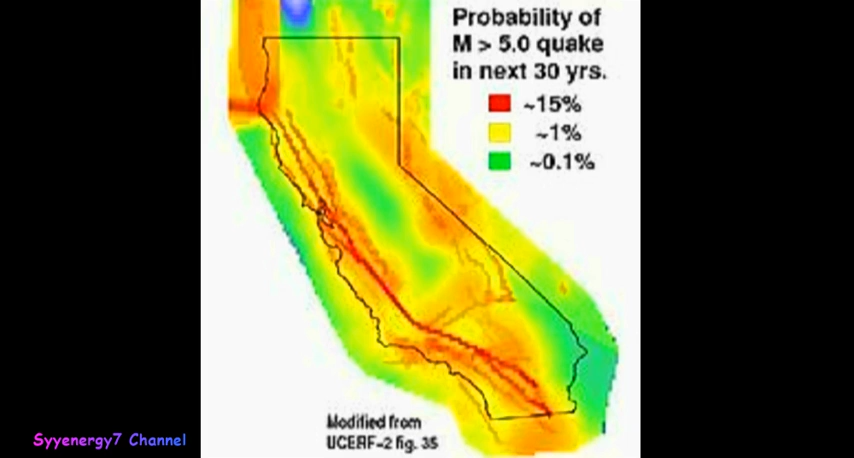 Probability of
M > 5.0 quake
in next 30 yrs.
~15%
~1%
~0.1%
Modified from
UCERF-2 fig. 35
Syyenergy7 Channel